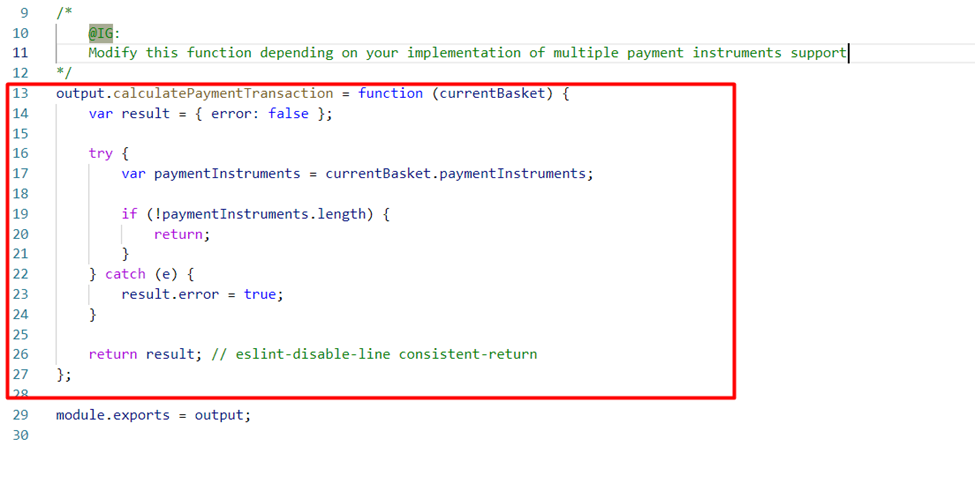 9 /*
10 @IG:
11 Modify this function depending on your implementation of multiple payment instruments support
12 */
13 output.calculatePaymentTransaction = function (currentBasket) {
14 var result = { error: false };
15
16 try {
17 var paymentInstruments = currentBasket.paymentInstruments;
18
19 if (!paymentInstruments.length) {
20 return;
21 }
22 } catch (e) {
23 result.error = true;
24 }
25
26 return result; // eslint-disable-line consistent-return
27 };
28
29 module.exports = output;
30